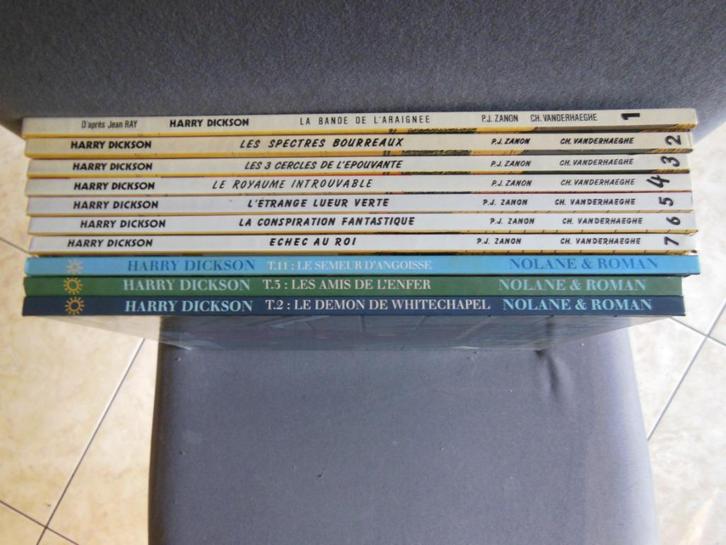 D'après Jean RAY HARRY DICKSON LA BANDE DE L'ARAIGNEE P.J. ZANON CH. VANDERHAEGHE 1
HARRY DICKSON LES SPECTRES BOURREAUX P.J. ZANON CH. VANDERHAEGHE 2
HARRY DICKSON LES 3 CERCLES DE L'EPOUVANTE P.J. ZANON CH. VANDERHAEGHE 3
HARRY DICKSON LE ROYAUME INTROUVABLE P.J. ZANON CH. VANDERHAEGHE 4
HARRY DICKSON L'ÉTRANGE LUEUR VERTE P.J. ZANON CH. VANDERHAEGHE 5
HARRY DICKSON LA CONSPIRATION FANTASTIQUE P.J. ZANON CH. VANDERHAEGHE 6
HARRY DICKSON ECHEC AU ROI P.J. ZANON CH. VANDERHAEGHE 7
HARRY DICKSON T.11 : LE SEMEUR D'ANGOISSE NOLANE & ROMAN
HARRY DICKSON T.3 : LES AMIS DE L'ENFER NOLANE & ROMAN
HARRY DICKSON T.2 : LE DEMON DE WHITECHAPEL NOLANE & ROMAN